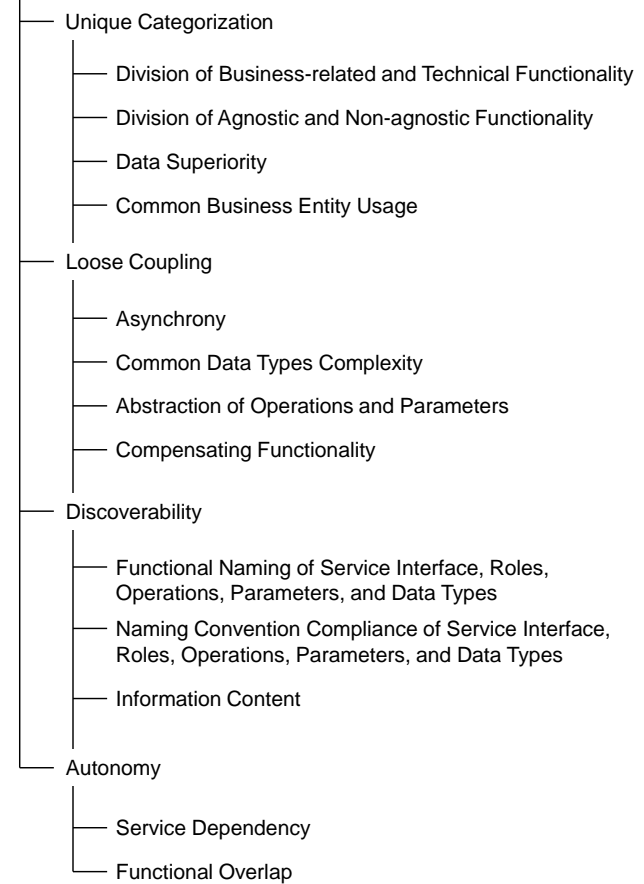 Unique Categorization
Division of Business-related and Technical Functionality
Division of Agnostic and Non-agnostic Functionality
Data Superiority
Common Business Entity Usage
Loose Coupling
Asynchrony
Common Data Types Complexity
Abstraction of Operations and Parameters
Compensating Functionality
Discoverability
Functional Naming of Service Interface, Roles,
Operations, Parameters, and Data Types
Naming Convention Compliance of Service Interface,
Roles, Operations, Parameters, and Data Types
Information Content
Autonomy
Service Dependency
Functional Overlap